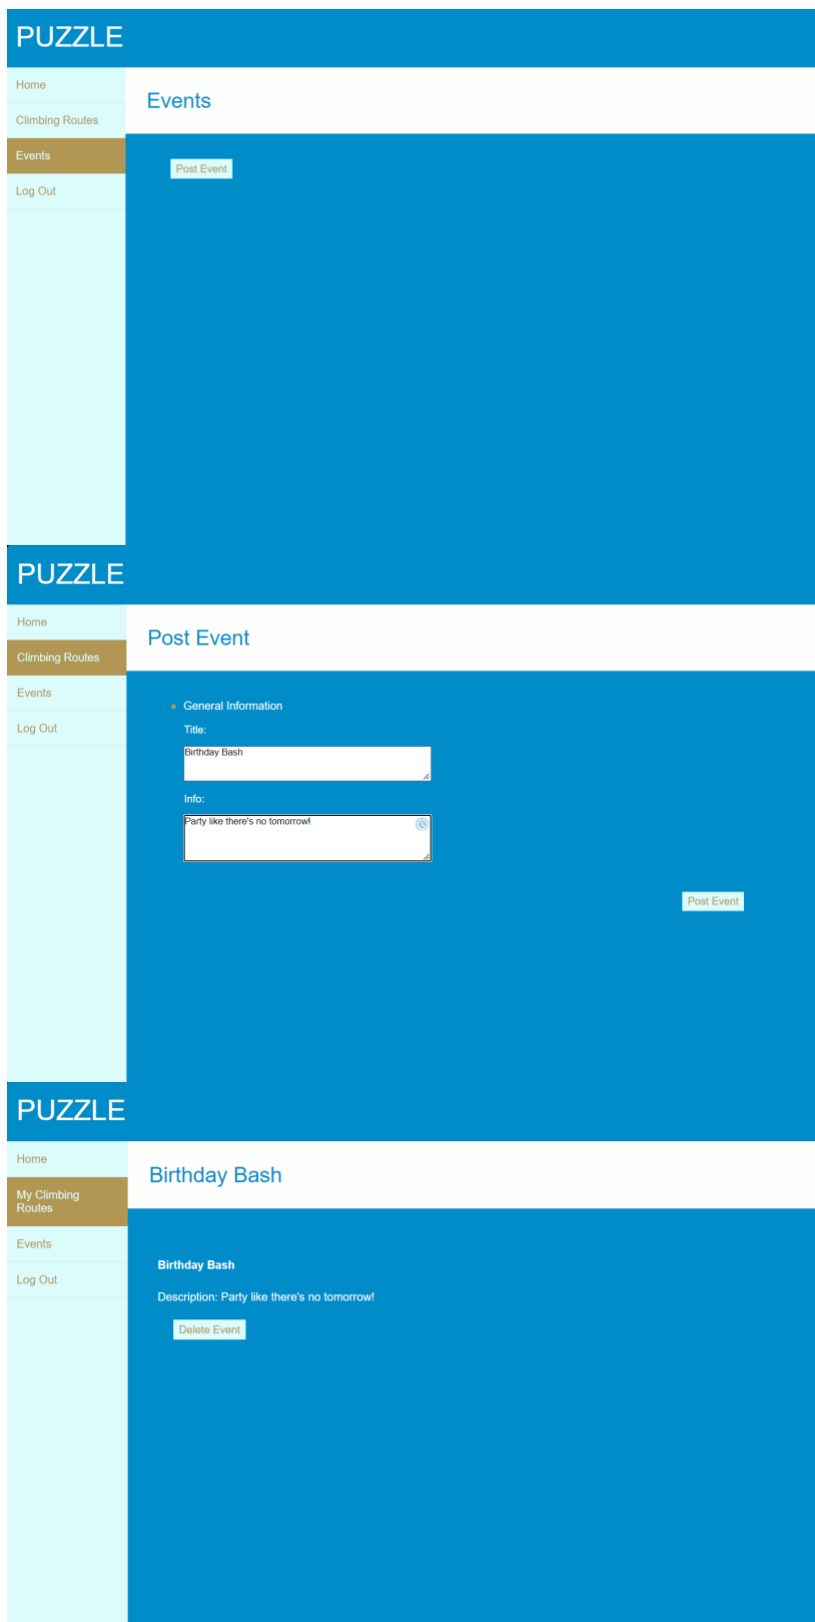 PUZZLE
Home
Climbing Routes
Events
Log Out
Events
Post Event
PUZZLE
Home
Climbing Routes
Events
Log Out
Post Event
General Information
Title:
Birthday Bash
Info:
Party like there's no tomorrow!
Post Event
PUZZLE
Home
My Climbing
Routes
Events
Log Out
Birthday Bash
Birthday Bash
Description: Party like there's no tomorrow!
Delete Event